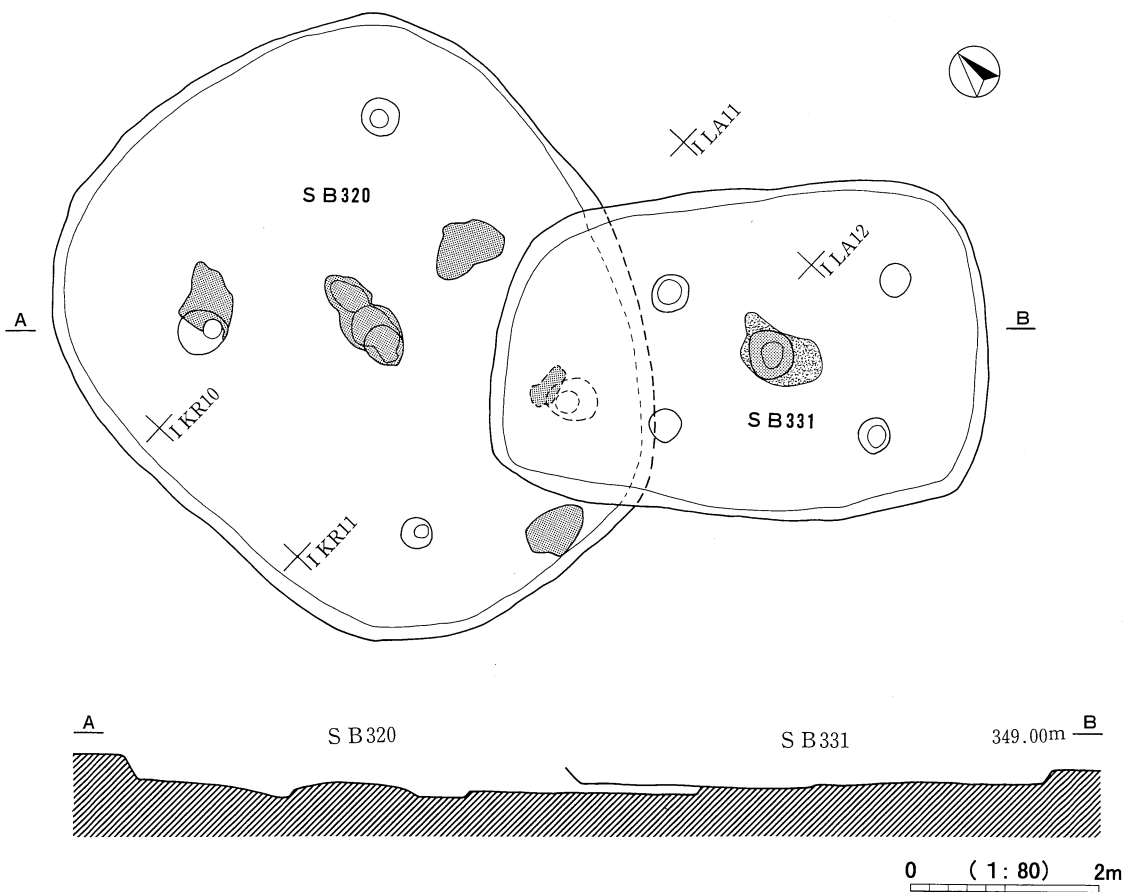 I LA11
SB320
I LA12
A
B
I KR10
SB331
I KR11
A
SB320
SB331
349.00m
B
0 (1:80) 2m